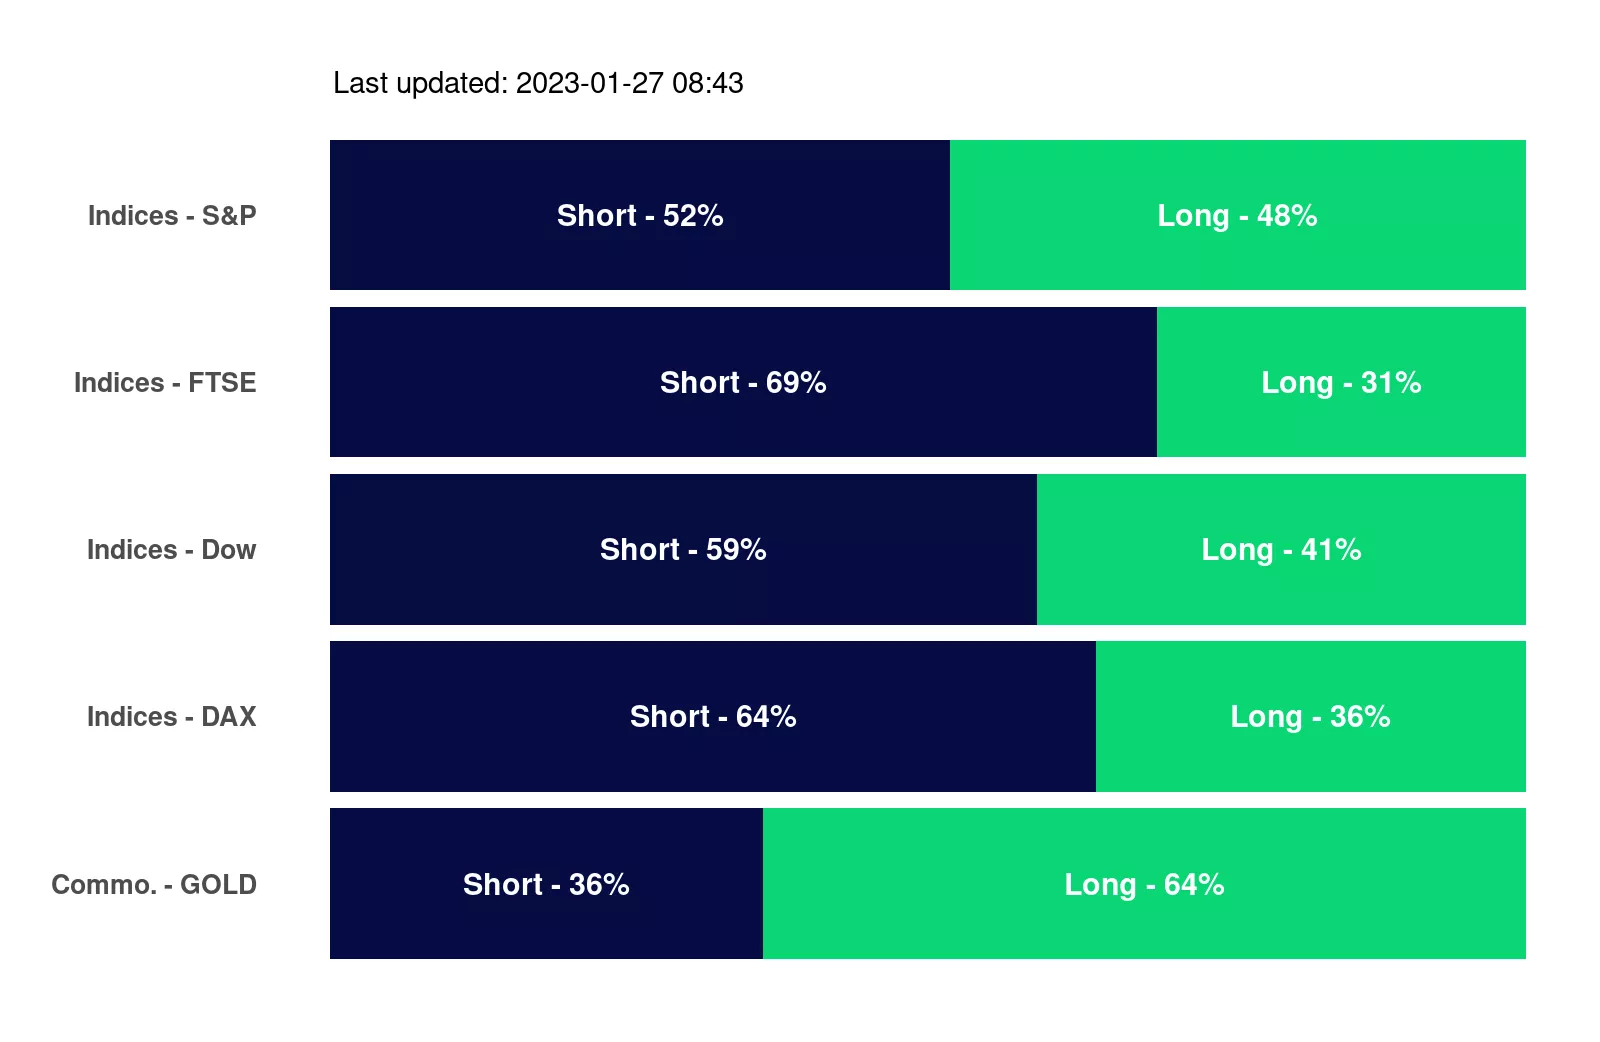 Last updated: 2023-01-27 08:43
Indices - S&P
Short - 52%
Long - 48%
Indices - FTSE
Short - 69%
Long - 31%
Indices - Dow
Short - 59%
Long - 41%
Indices - DAX
Short - 64%
Long - 36%
Commo. - GOLD
Short - 36%
Long - 64%